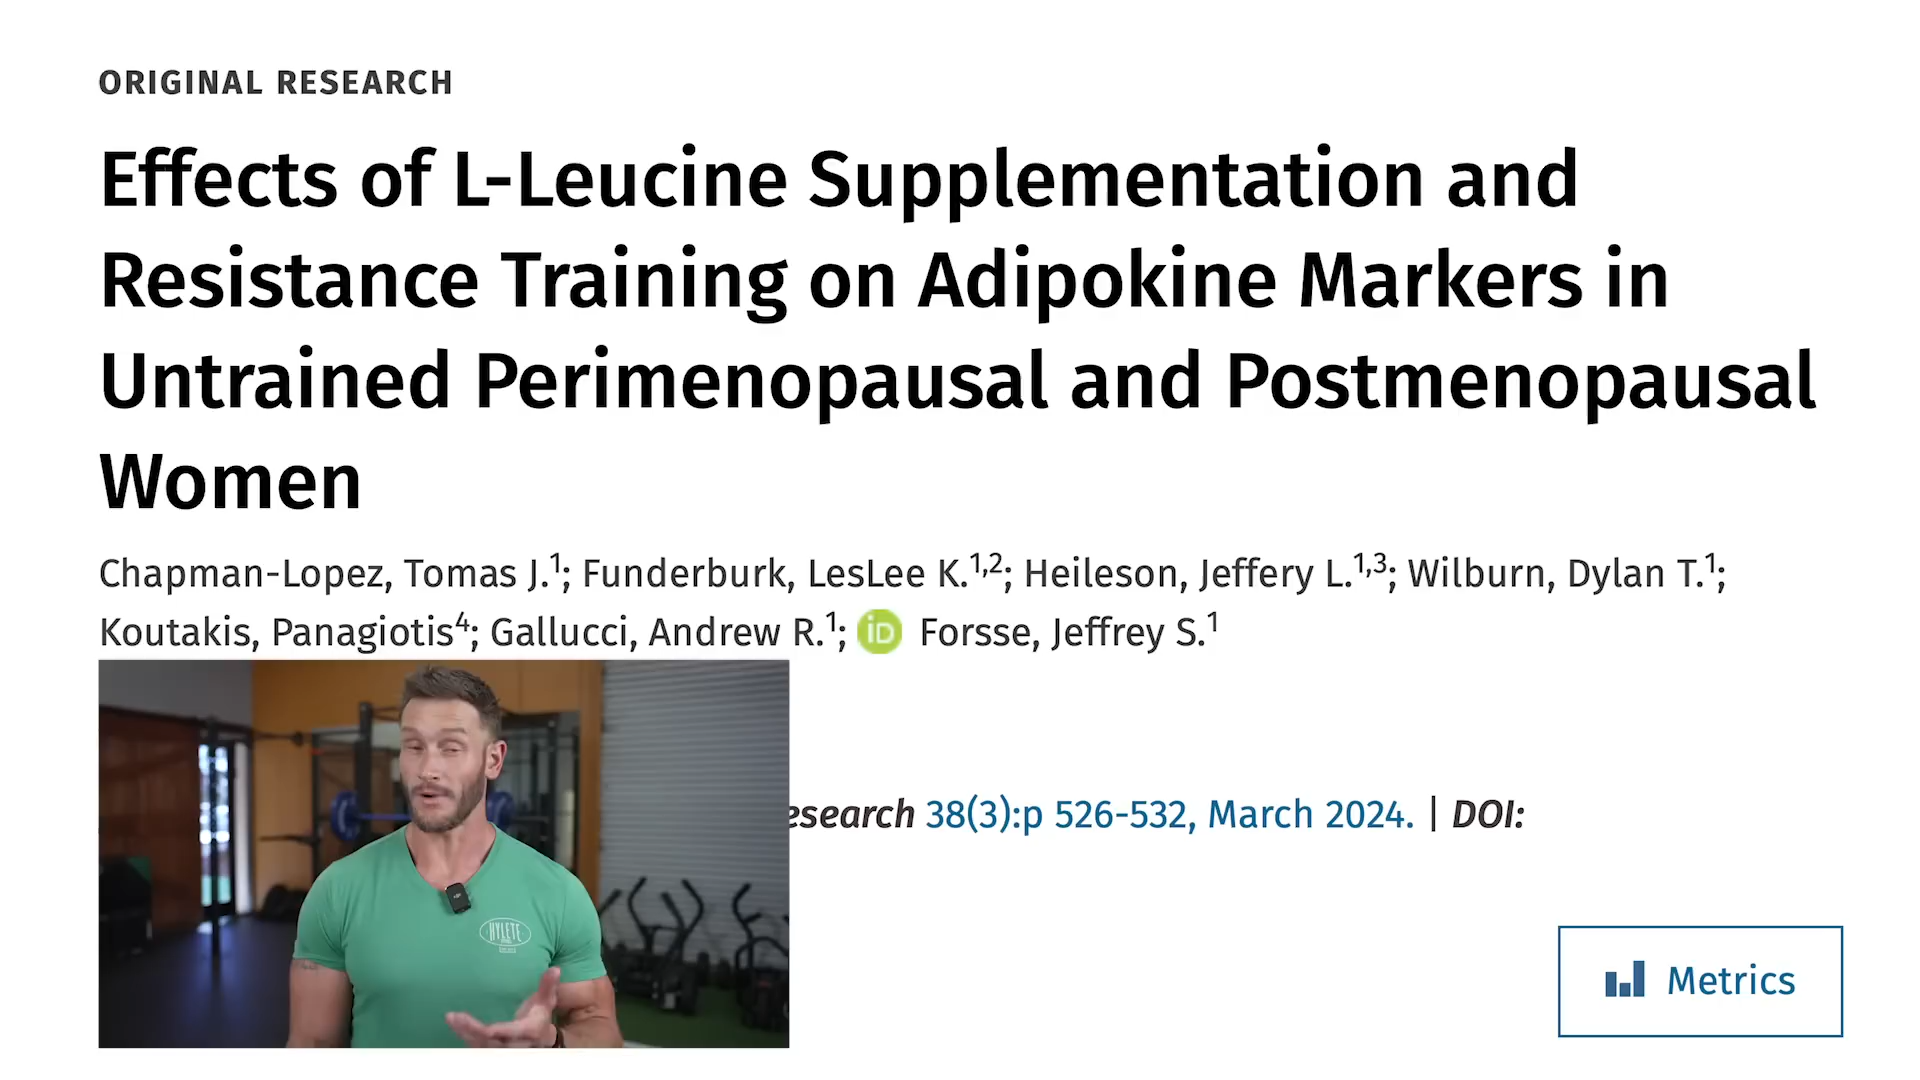 ORIGINAL RESEARCH
Effects of L-Leucine Supplementation and
Resistance Training on Adipokine Markers in
Untrained Perimenopausal and Postmenopausal
Women
Chapman-Lopez, Tomas J.1; Funderburk, LesLee K.1,2; Heileson, Jeffery L.1,3; Wilburn, Dylan T.1;
Koutakis, Panagiotis4; Gallucci, Andrew R.1; iD Forsse, Jeffrey S.1
esearch 38(3):p 526-532, March 2024. | DOI:
HYLETE
Metrics